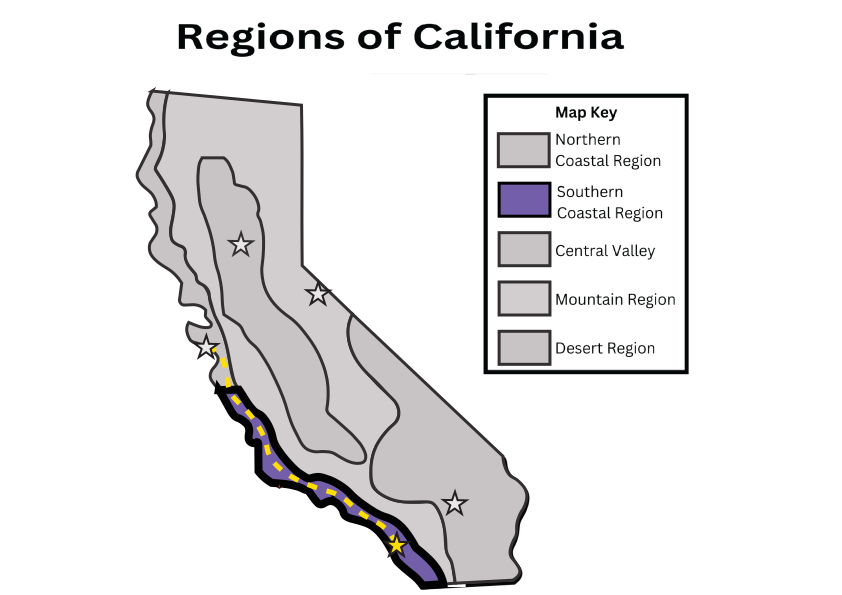 Regions of California
Map Key
Northern
Coastal Region
Southern
Coastal Region
Central Valley
Mountain Region
Desert Region